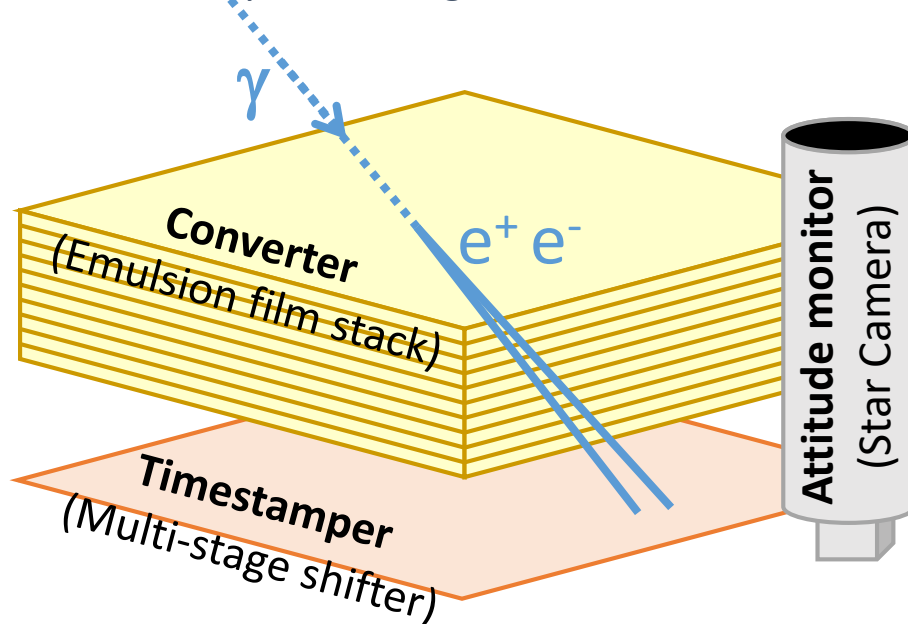 γ
Converter
(Emulsion film stack)
e⁺ e⁻
Attitude monitor
(Star Camera)
Timestamper
(Multi-stage shifter)